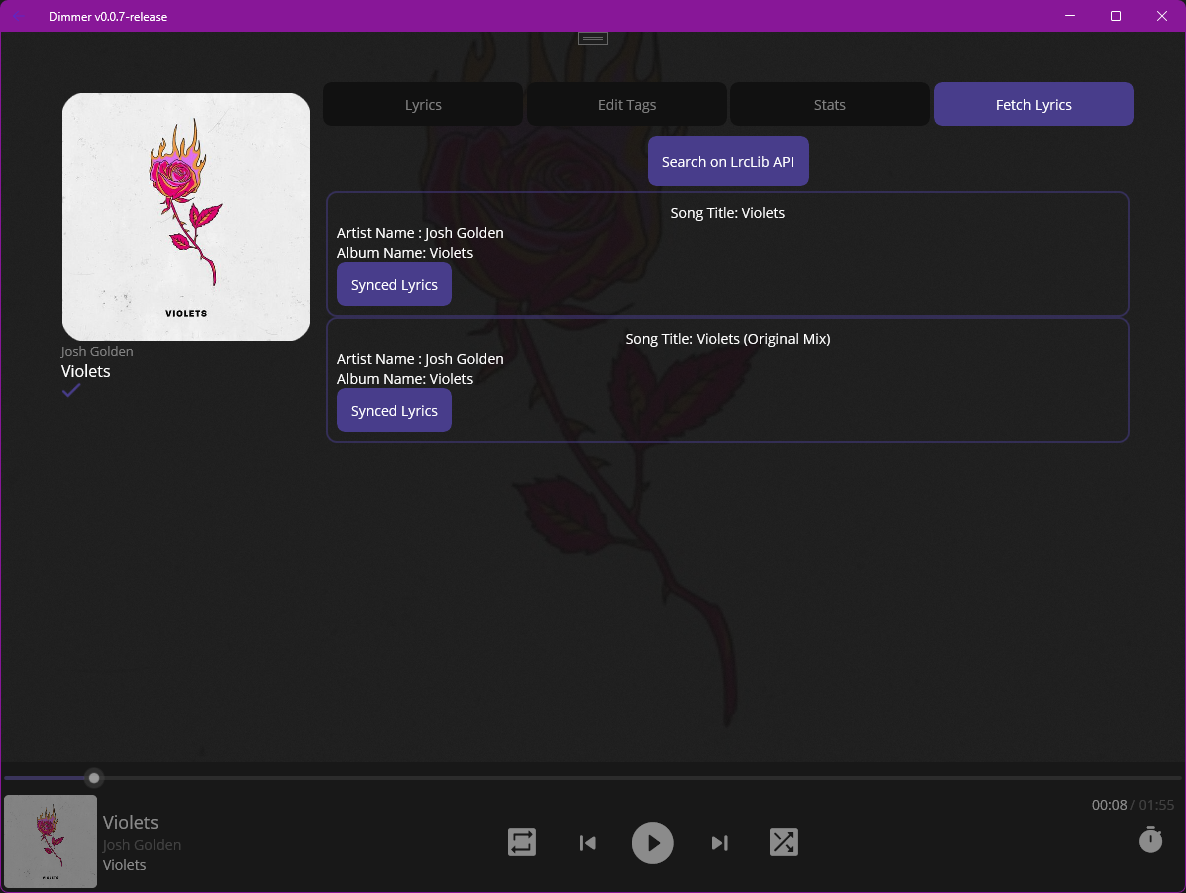 Dimmer v0.0.7-release
Lyrics
Edit Tags
Stats
Fetch Lyrics
Search on LrcLib API
VIOLETS
Josh Golden
Violets
Song Title: Violets
Artist Name : Josh Golden
Album Name: Violets
Synced Lyrics
Song Title: Violets (Original Mix)
Artist Name : Josh Golden
Album Name: Violets
Synced Lyrics
00:08 / 01:55
Violets
Josh Golden
Violets
VIOLETS